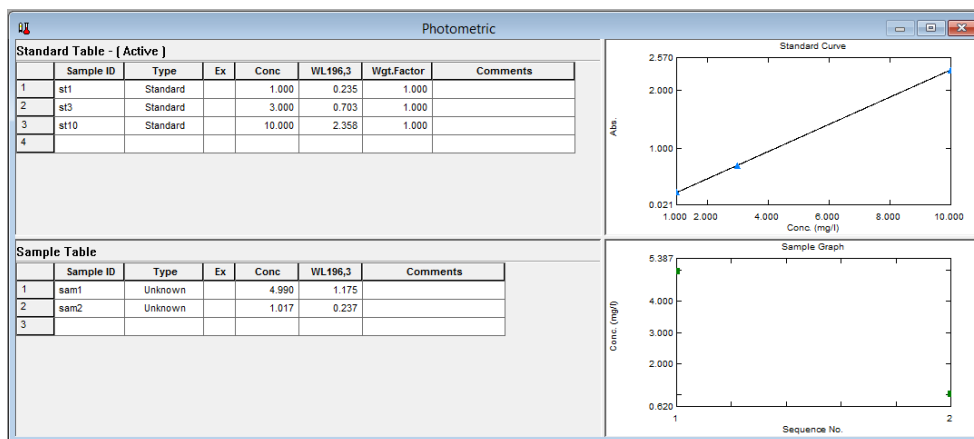 Photometric
Standard Table - ( Active )
Sample ID Type Ex Conc WL196,3 Wgt.Factor Comments
1 st1 Standard 1.000 0.235 1.000
2 st3 Standard 3.000 0.703 1.000
3 st10 Standard 10.000 2.358 1.000
4
Standard Curve
2.570
2.000
Abs.
1.000
0.021
1.000 2.000 4.000 6.000 8.000 10.000
Conc. (mg/l)
Sample Table
Sample ID Type Ex Conc WL196,3 Comments
1 sam1 Unknown 4.990 1.175
2 sam2 Unknown 1.017 0.237
3
Sample Graph
5.387
4.000
Conc. (mg/l)
3.000
2.000
0.620
1 2
Sequence No.